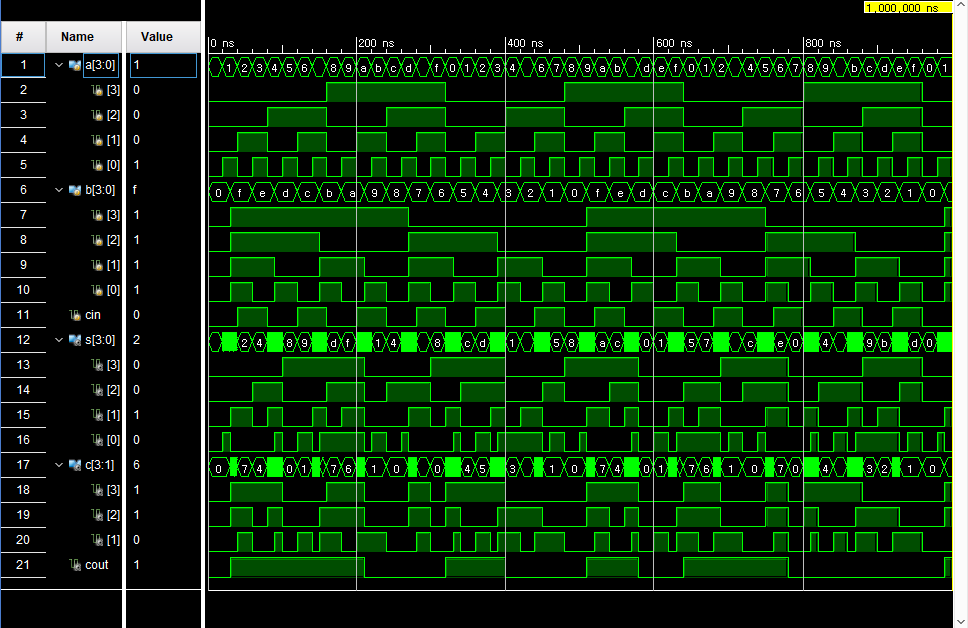 1,000,000 ns
# Name Value 0 ns 200 ns 400 ns 600 ns 800 ns
1 a[3:0] 1 1 2 3 4 5 6 8 9 a b c d f 0 1 2 3 4 6 7 8 9 a b d e f 0 1 2 3 4 5 6 7 8 9 b c d e f 0 1
2 [3] 0
3 [2] 0
4 [1] 0
5 [0] 1
6 b[3:0] f 0 f e d c b a 9 8 7 6 5 4 3 2 1 0 f e d c b a 9 8 7 6 5 4 3 2 1 0
7 [3] 1
8 [2] 1
9 [1] 1
10 [0] 1
11 cin 0
12 s[3:0] 2 2 4 8 9 d f 1 4 8 c d 1 5 8 a c 0 1 5 7 c e 0 4 9 b d 0
13 [3] 0
14 [2] 0
15 [1] 1
16 [0] 0
17 c[3:1] 6 0 7 4 0 1 7 6 1 0 0 4 5 3 1 0 7 4 0 1 7 6 1 0 7 0 4 3 2 1 0
18 [3] 1
19 [2] 1
20 [1] 0
21 cout 1